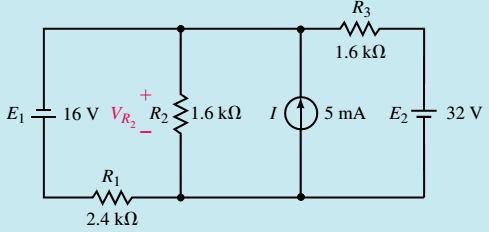 R3
1.6 kΩ
E1 16 V + VR2 − R2 1.6 kΩ I 5 mA E2 32 V
R1
2.4 kΩ